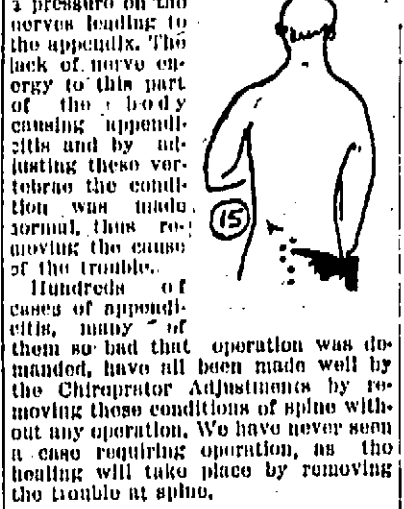 a pressure on the
nerves leading to
the appendix. The
lack of nerve en-
ergy to this part
of the body
causing appendi-
citis and by ad-
justing these ver-
tebrae the condi-
tion was made
normal, thus re-
moving the cause
of the trouble.
Hundreds of
cases of appendi-
citis, many of
them so bad that operation was de-
manded, have all been made well by
the Chiroprator Adjustments by re-
moving these conditions of spine with-
out any operation. We have never seen
a case requiring operation, as the
healing will take place by removing
the trouble at spine.
15